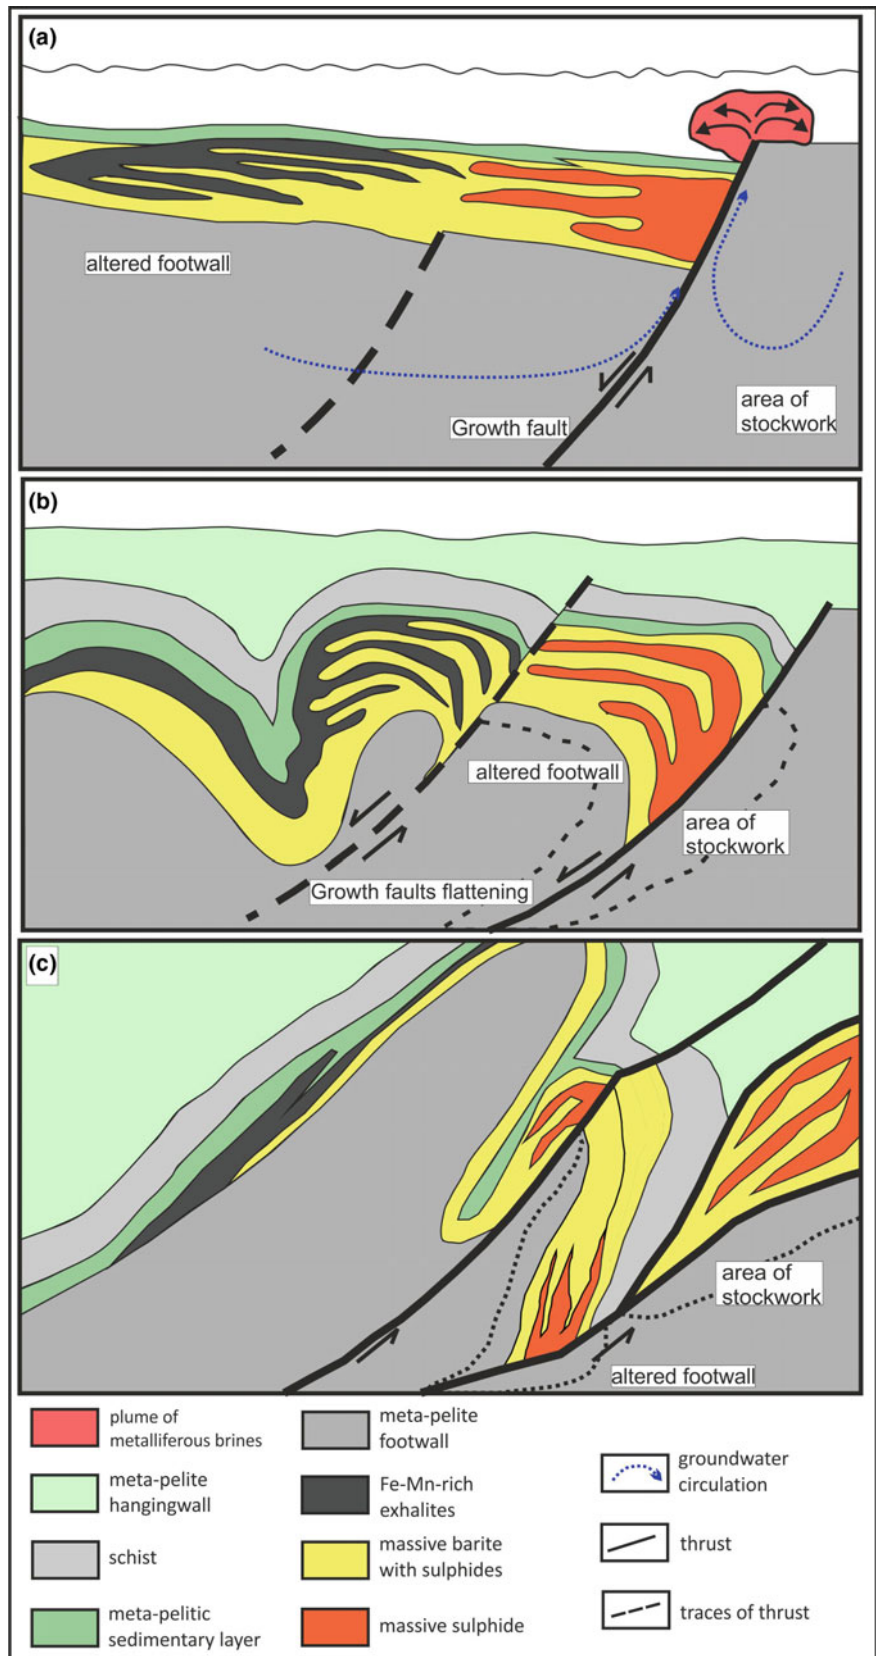 (a)
altered footwall
Growth fault
area of
stockwork
(b)
altered footwall
area of
stockwork
Growth faults flattening
(c)
area of
stockwork
altered footwall
plume of
metalliferous brines
meta-pelite
hangingwall
schist
meta-pelitic
sedimentary layer
meta-pelite
footwall
Fe-Mn-rich
exhalites
massive barite
with sulphides
massive sulphide
groundwater
circulation
thrust
traces of thrust